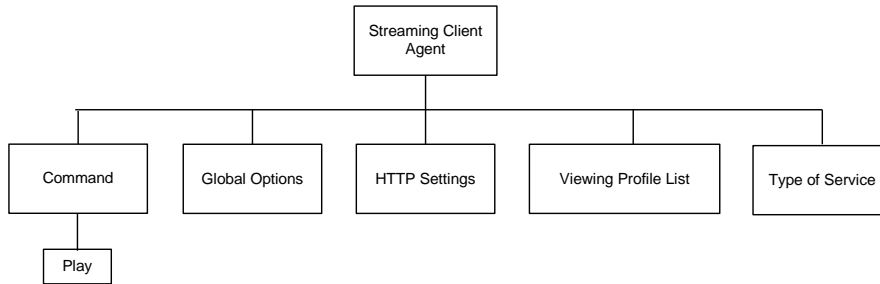 Streaming Client
Agent
Command
Global Options
HTTP Settings
Viewing Profile List
Type of Service
Play